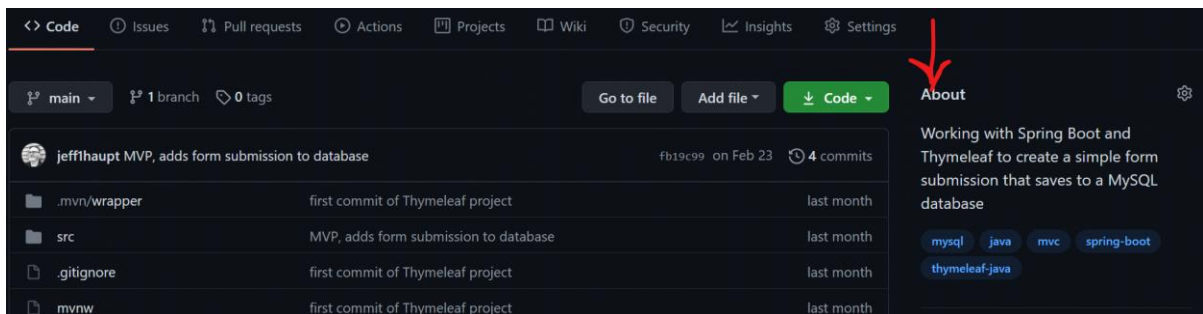 <> Code Issues Pull requests Actions Projects Wiki Security Insights Settings
main 1 branch 0 tags Go to file Add file Code
jeff1haupt MVP, adds form submission to database fb19c99 on Feb 23 4 commits
.mvn/wrapper first commit of Thymeleaf project last month
src MVP, adds form submission to database last month
.gitignore first commit of Thymeleaf project last month
mvnw first commit of Thymeleaf project last month
About
Working with Spring Boot and
Thymeleaf to create a simple form
submission that saves to a MySQL
database
mysql java mvc spring-boot
thymeleaf-java